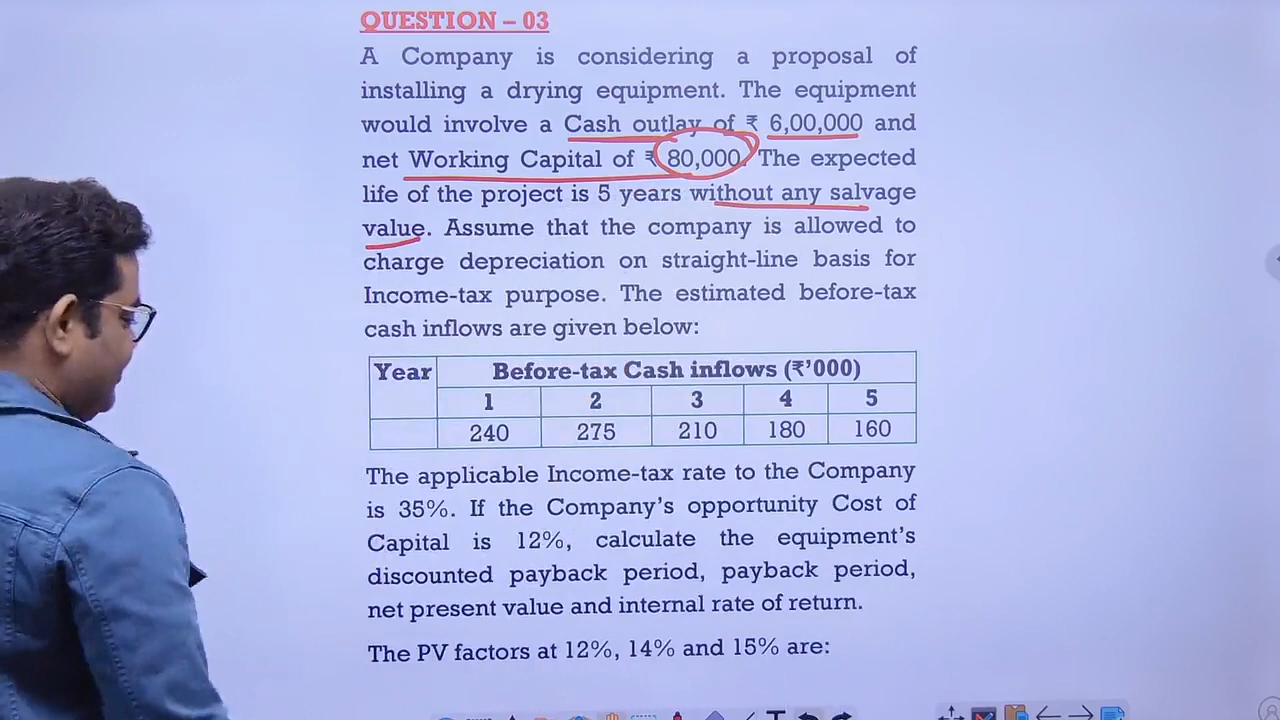 QUESTION – 03
A Company is considering a proposal of
installing a drying equipment. The equipment
would involve a Cash outlay of ₹ 6,00,000 and
net Working Capital of ₹ 80,000. The expected
life of the project is 5 years without any salvage
value. Assume that the company is allowed to
charge depreciation on straight-line basis for
Income-tax purpose. The estimated before-tax
cash inflows are given below:
Year Before-tax Cash inflows (₹'000)
1 2 3 4 5
240 275 210 180 160
The applicable Income-tax rate to the Company
is 35%. If the Company's opportunity Cost of
Capital is 12%, calculate the equipment's
discounted payback period, payback period,
net present value and internal rate of return.
The PV factors at 12%, 14% and 15% are: